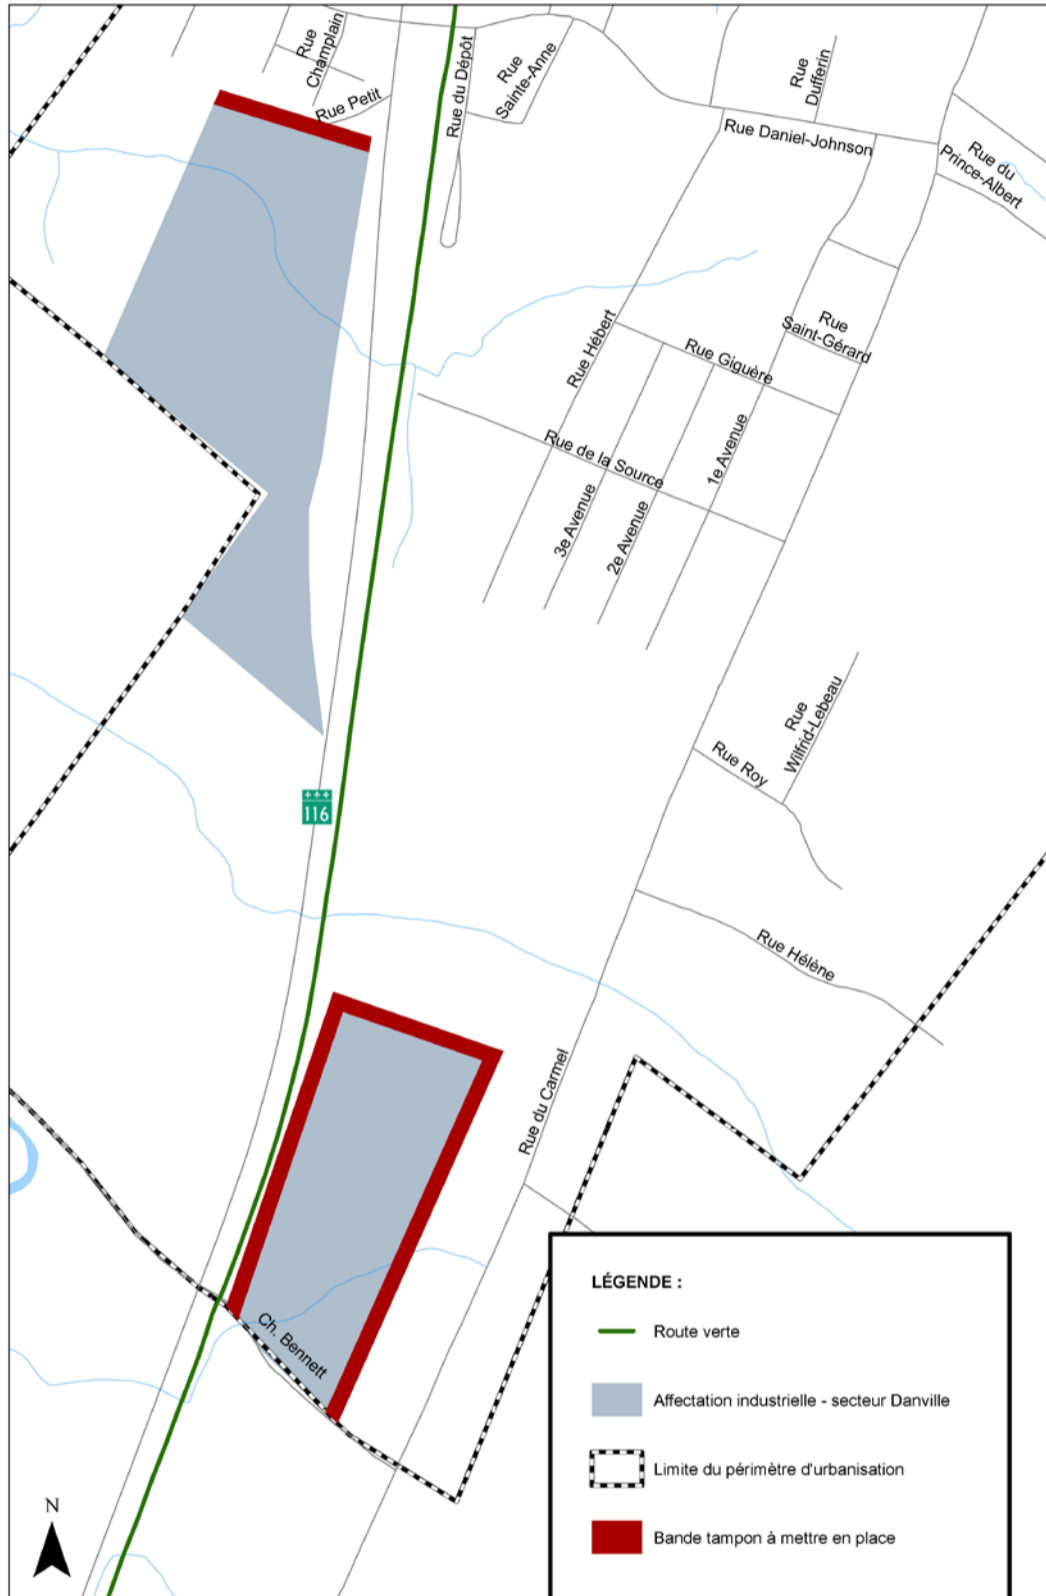 Rue
Champlain
Rue Petit
Rue du Dépôt
Rue
Sainte-Anne
Rue
Dufferin
Rue Daniel-Johnson
Rue du
Prince-Albert
Rue Hébert
Rue
Saint-Gérard
Rue Giguère
1e Avenue
Rue de la Source
3e Avenue
2e Avenue
Rue
Wilfrid-Lebeau
Rue Roy
116
Rue Hélène
Rue du Carmel
Ch. Bennett
N
LÉGENDE :
Route verte
Affectation industrielle - secteur Danville
Limite du périmètre d'urbanisation
Bande tampon à mettre en place